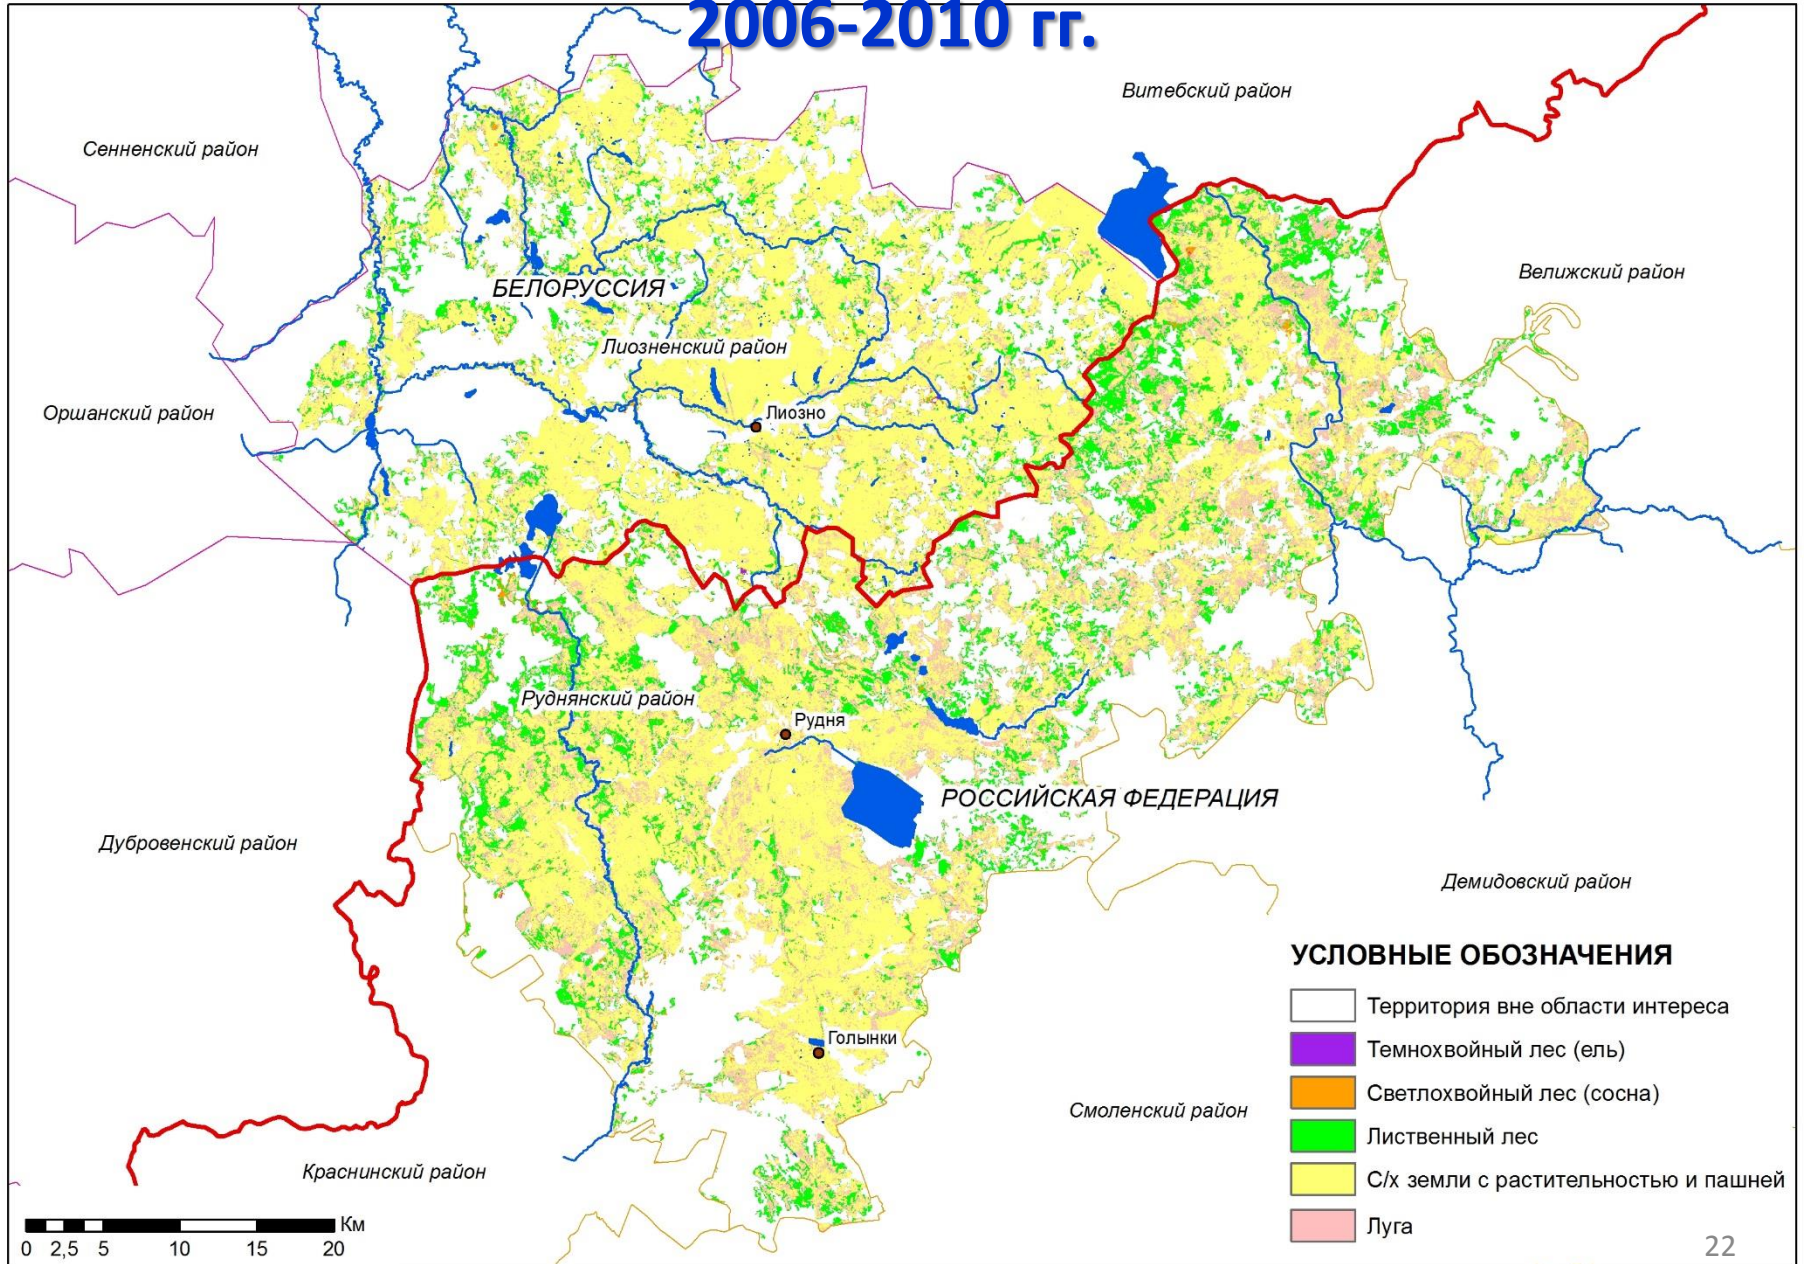 2006-2010 гг.
Витебский район
Сенненский район
Велижский район
БЕЛОРУССИЯ
Лиозненский район
Оршанский район
Лиозно
Руднянский район
Рудня
РОССИЙСКАЯ ФЕДЕРАЦИЯ
Дубровенский район
Демидовский район
УСЛОВНЫЕ ОБОЗНАЧЕНИЯ
Территория вне области интереса
Темнохвойный лес (ель)
Светлохвойный лес (сосна)
Лиственный лес
С/х земли с растительностью и пашней
Луга
Голынки
Смоленский район
Краснинский район
Км
0 2,5 5 10 15 20
22